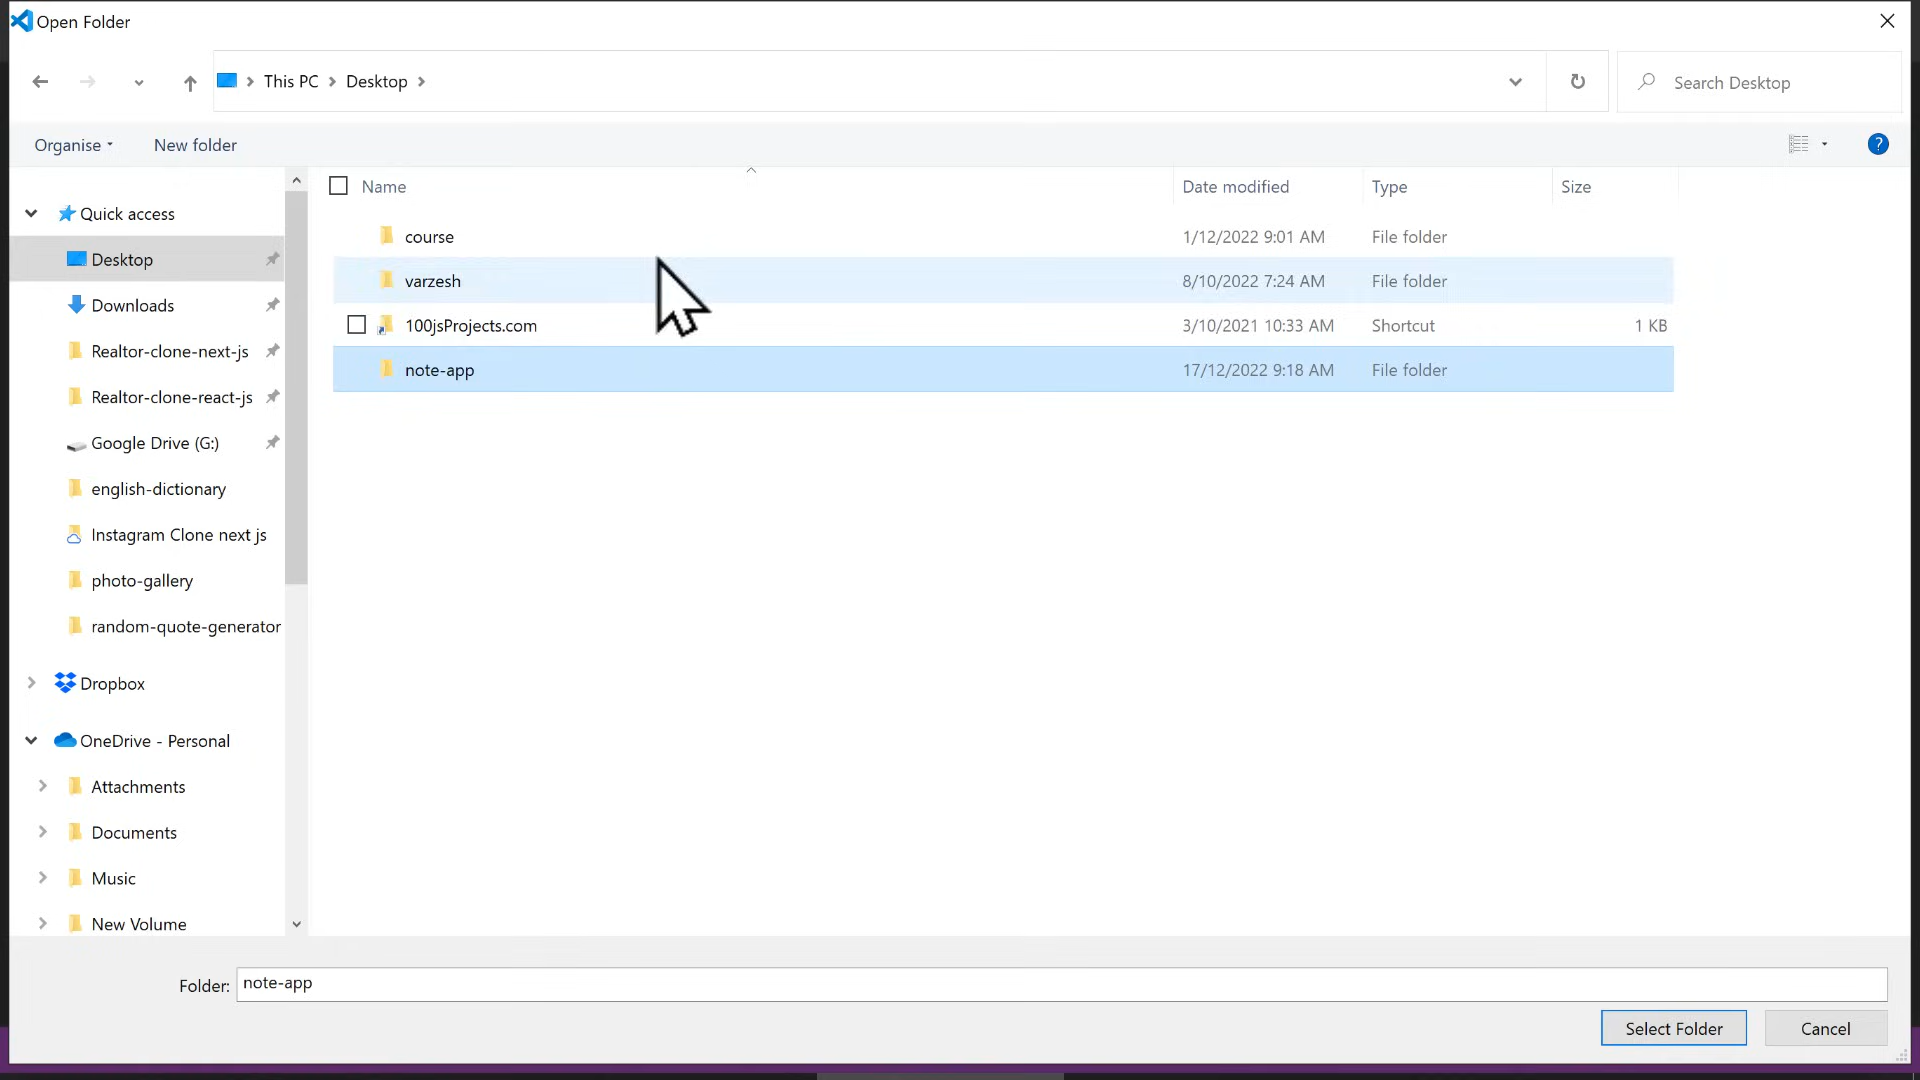 Open Folder
This PC Desktop
Search Desktop
Organise New folder
?
Name Date modified Type Size
Quick access
Desktop
Downloads
Realtor-clone-next-js
Realtor-clone-react-js
Google Drive (G:)
english-dictionary
Instagram Clone next js
photo-gallery
random-quote-generator
Dropbox
OneDrive - Personal
Attachments
Documents
Music
New Volume
course 1/12/2022 9:01 AM File folder
varzesh 8/10/2022 7:24 AM File folder
100jsProjects.com 3/10/2021 10:33 AM Shortcut 1 KB
note-app 17/12/2022 9:18 AM File folder
Folder: note-app
Select Folder Cancel